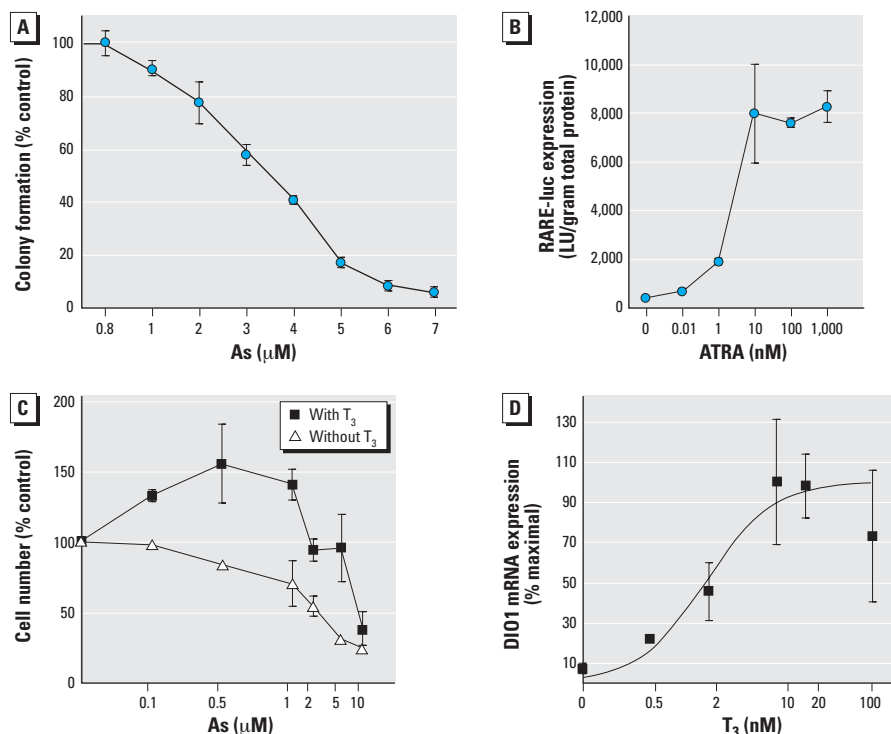 A
Colony formation (% control)
100
80
60
40
20
0
0.8 1 2 3 4 5 6 7
As (μM)
B
RARE-luc expression
(LU/gram total protein)
12,000
10,000
8,000
6,000
4,000
2,000
0
0 0.01 1 10 100 1,000
ATRA (nM)
C
Cell number (% control)
200
150
100
50
0
With T3
Without T3
0.1 0.5 1 2 5 10
As (μM)
D
DIO1 mRNA expression
(% maximal)
130
110
90
70
50
30
10
0 0.5 2 10 20 100
T3 (nM)